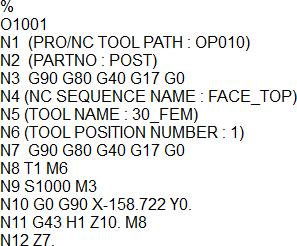 %
O1001
N1  (PRO/NC TOOL PATH : OP010)
N2  (PARTNO : POST)
N3  G90 G80 G40 G17 G0
N4 (NC SEQUENCE NAME : FACE_TOP)
N5 (TOOL NAME : 30_FEM)
N6 (TOOL POSITION NUMBER : 1)
N7  G90 G80 G40 G17 G0
N8 T1 M6
N9 S1000 M3
N10 G0 G90 X-158.722 Y0.
N11 G43 H1 Z10. M8
N12 Z7.